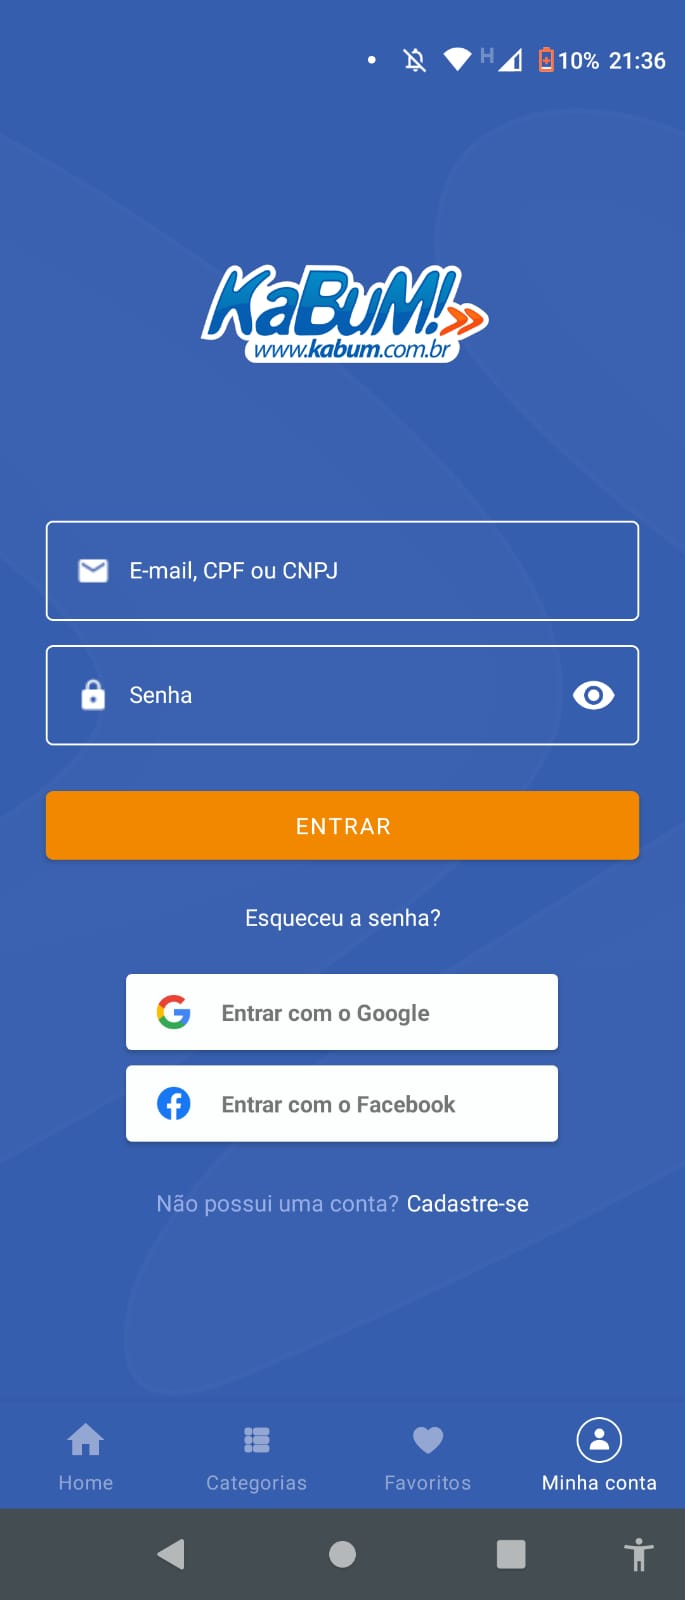 H 10% 21:36
KaBuM!
www.kabum.com.br
E-mail, CPF ou CNPJ
Senha
ENTRAR
Esqueceu a senha?
Entrar com o Google
Entrar com o Facebook
Não possui uma conta? Cadastre-se
Home Categorias Favoritos Minha conta